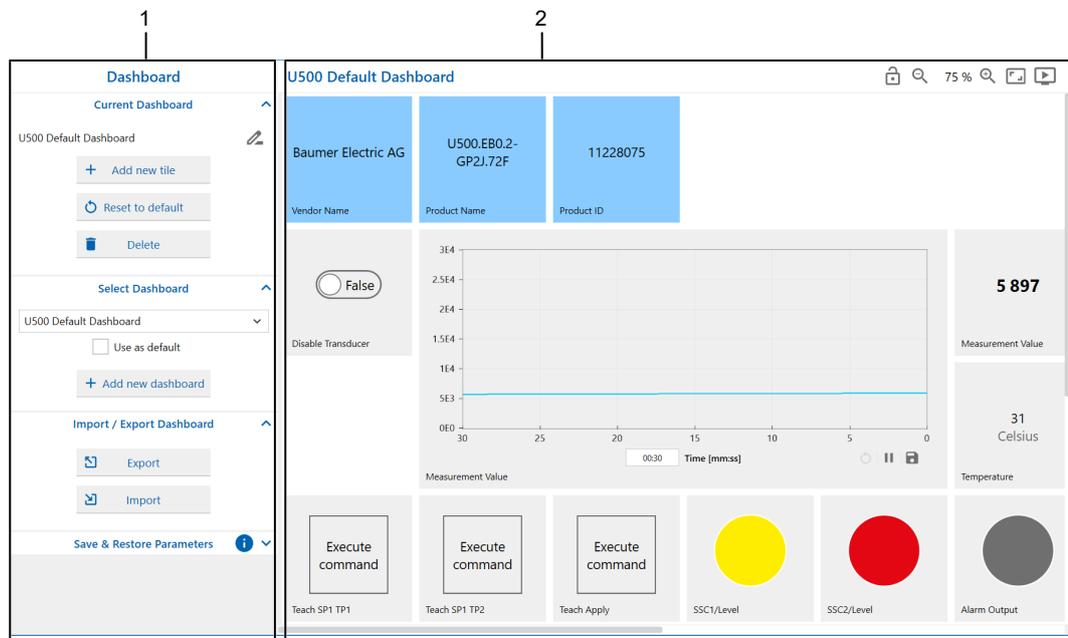 1
2
Dashboard
Current Dashboard
U500 Default Dashboard
Add new tile
Reset to default
Delete
Select Dashboard
U500 Default Dashboard
Use as default
Add new dashboard
Import / Export Dashboard
Export
Import
Save & Restore Parameters
U500 Default Dashboard
75 %
Baumer Electric AG
Vendor Name
U500.EB0.2-
GP2J.72F
Product Name
11228075
Product ID
False
Disable Transducer
3E4
2.5E4
2E4
1.5E4
1E4
5E3
0E0
30 25 20 15 10 5 0
00:30 Time [mm:ss]
Measurement Value
5 897
Measurement Value
31
Celsius
Temperature
Execute
command
Teach SP1 TP1
Execute
command
Teach SP1 TP2
Execute
command
Teach Apply
SSC1/Level
SSC2/Level
Alarm Output